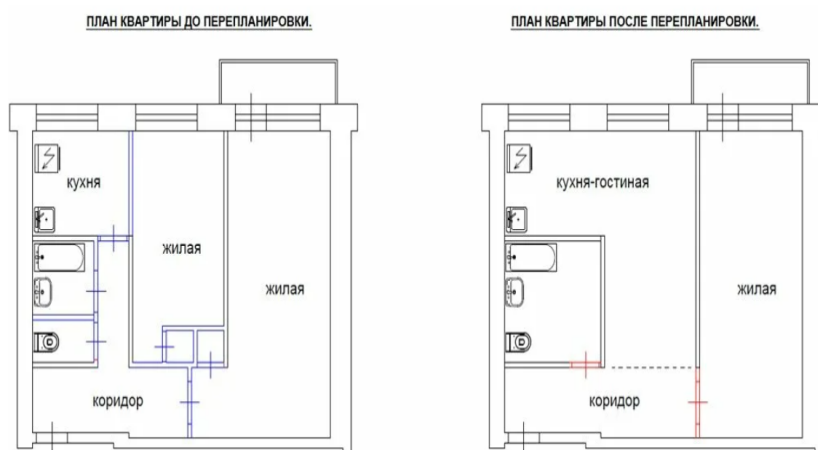 ПЛАН КВАРТИРЫ ДО ПЕРЕПЛАНИРОВКИ.
ПЛАН КВАРТИРЫ ПОСЛЕ ПЕРЕПЛАНИРОВКИ.
кухня
жилая
жилая
коридор
кухня-гостиная
жилая
коридор